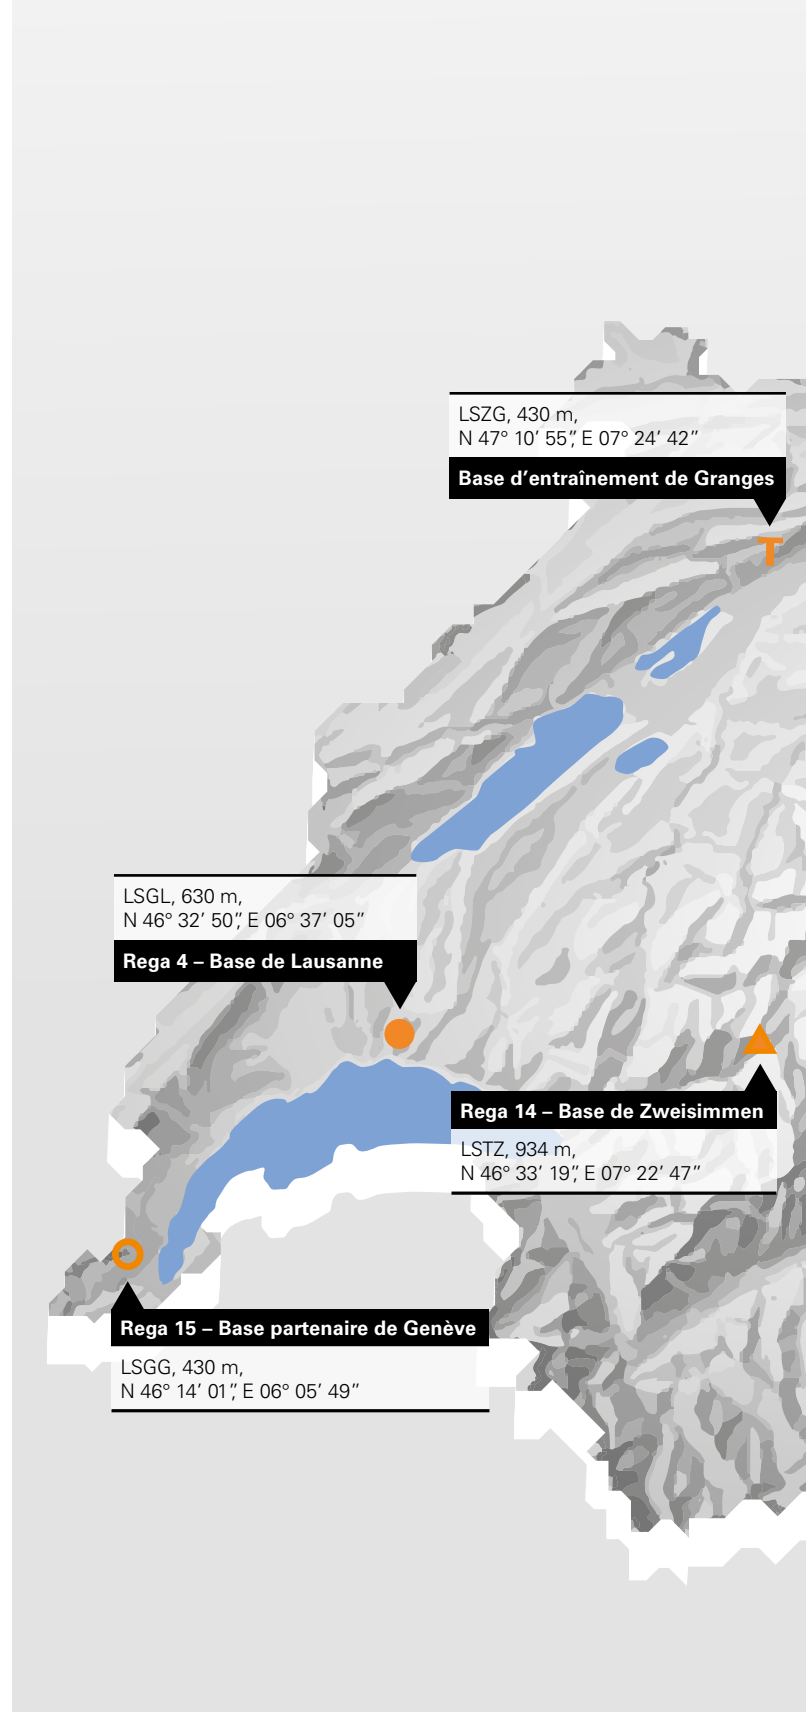 LSZG, 430 m,
N 47° 10’ 55”, E 07° 24’ 42”
Base d’entraînement de Granges
LSGL, 630 m,
N 46° 32’ 50”, E 06° 37’ 05”
Rega 4 – Base de Lausanne
Rega 14 – Base de Zweisimmen
LSTZ, 934 m,
N 46° 33’ 19”, E 07° 22’ 47”
Rega 15 – Base partenaire de Genève
LSGG, 430 m,
N 46° 14’ 01”, E 06° 05’ 49”